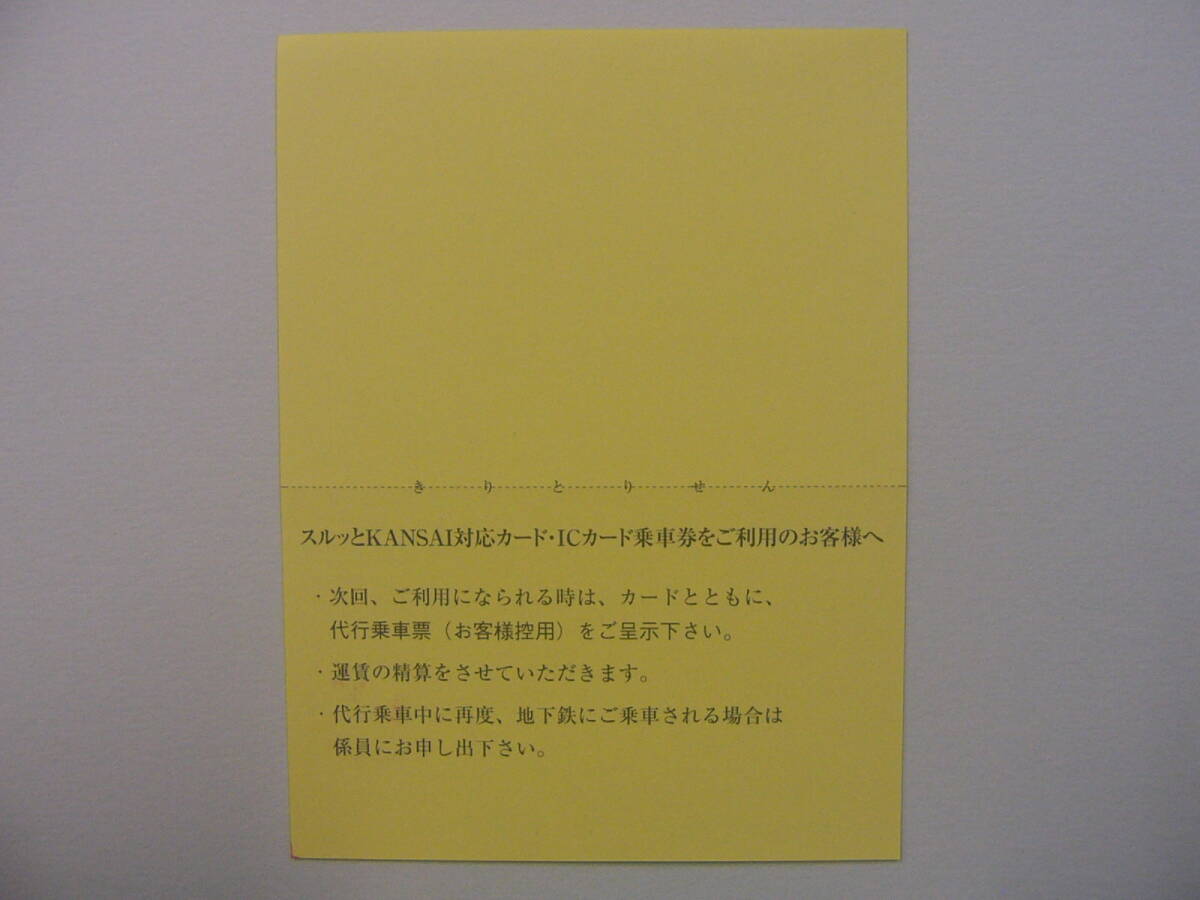 きりとりせん
スルッとKANSAI対応カード・ICカード乗車券をご利用のお客様へ
・次回、ご利用になられる時は、カードとともに、
代行乗車票（お客様控用）をご呈示下さい。
・運賃の精算をさせていただきます。
・代行乗車中に再度、地下鉄にご乗車される場合は
係員にお申し出下さい。